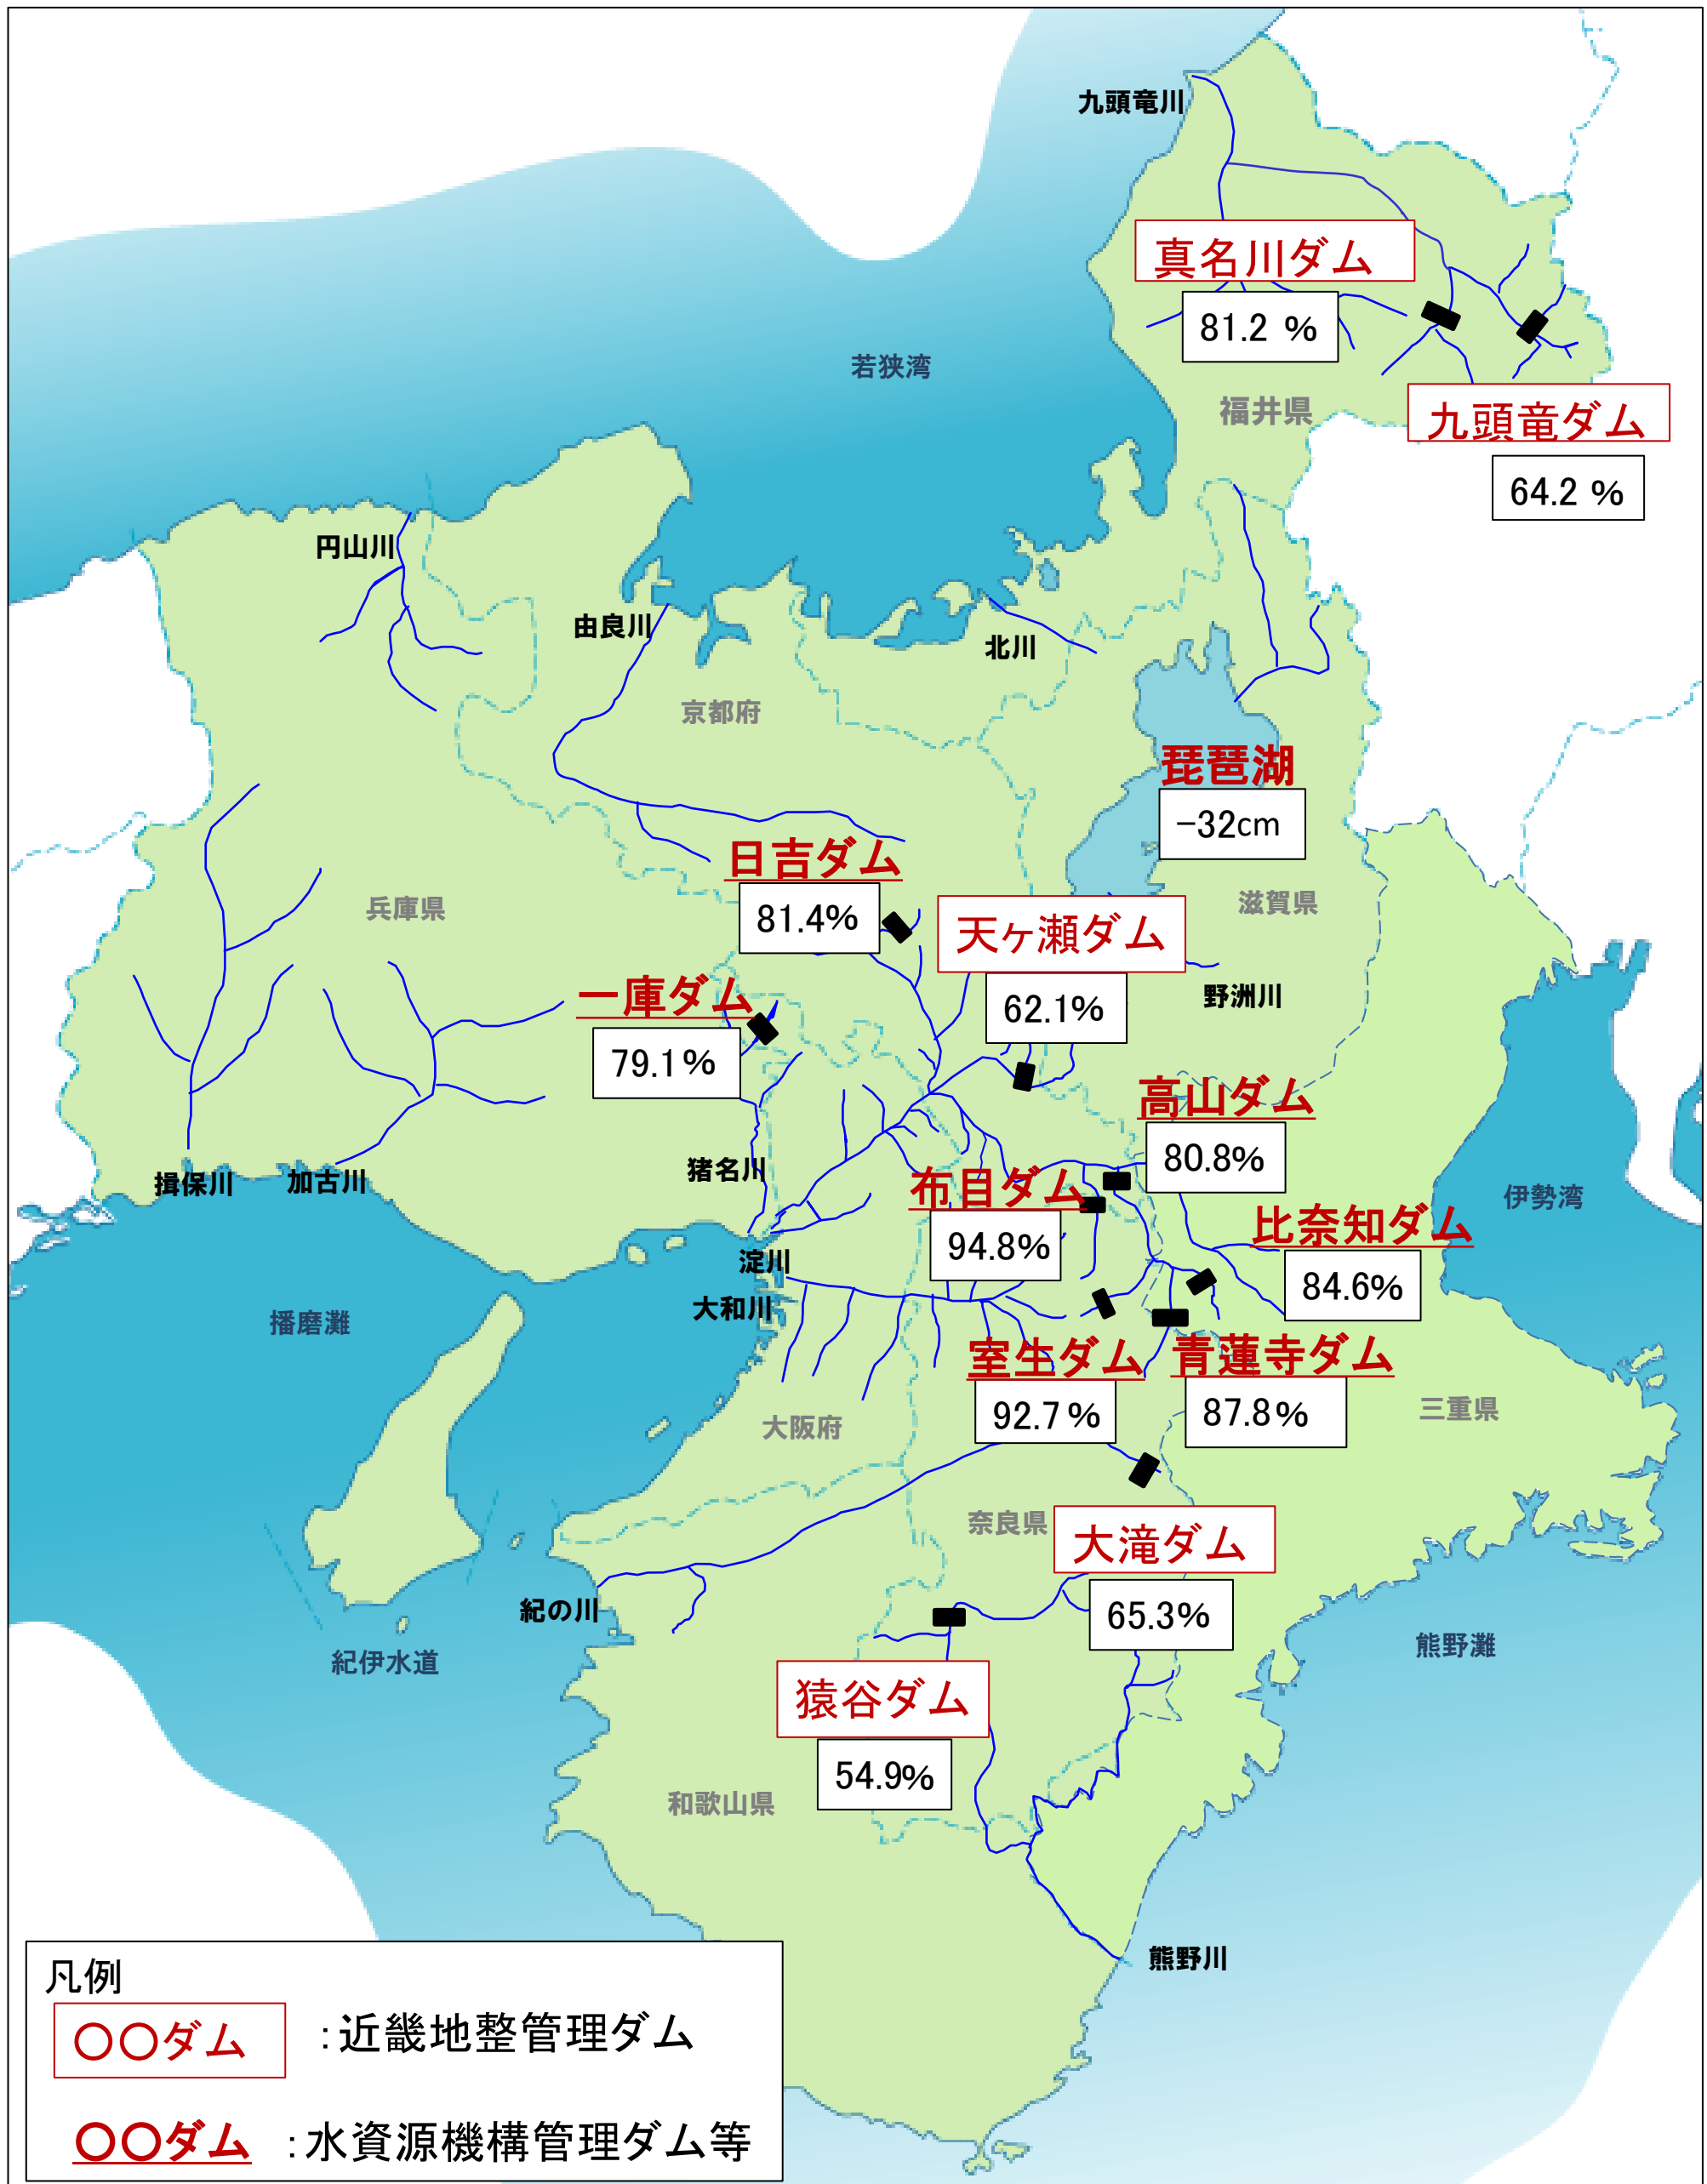 九頭竜川
真名川ダム
81.2 %
若狭湾
福井県
九頭竜ダム
64.2 %
円山川
由良川
北川
京都府
琵琶湖
-32cm
日吉ダム
81.4%
兵庫県
天ヶ瀬ダム
62.1%
滋賀県
野洲川
一庫ダム
79.1%
高山ダム
80.8%
揖保川
加古川
猪名川
布目ダム
94.8%
伊勢湾
比奈知ダム
84.6%
淀川
大和川
播磨灘
室生ダム
92.7%
青蓮寺ダム
87.8%
三重県
大阪府
奈良県
大滝ダム
65.3%
紀の川
紀伊水道
熊野灘
猿谷ダム
54.9%
和歌山県
熊野川
凡例
〇〇ダム :近畿地整管理ダム
〇〇ダム :水資源機構管理ダム等